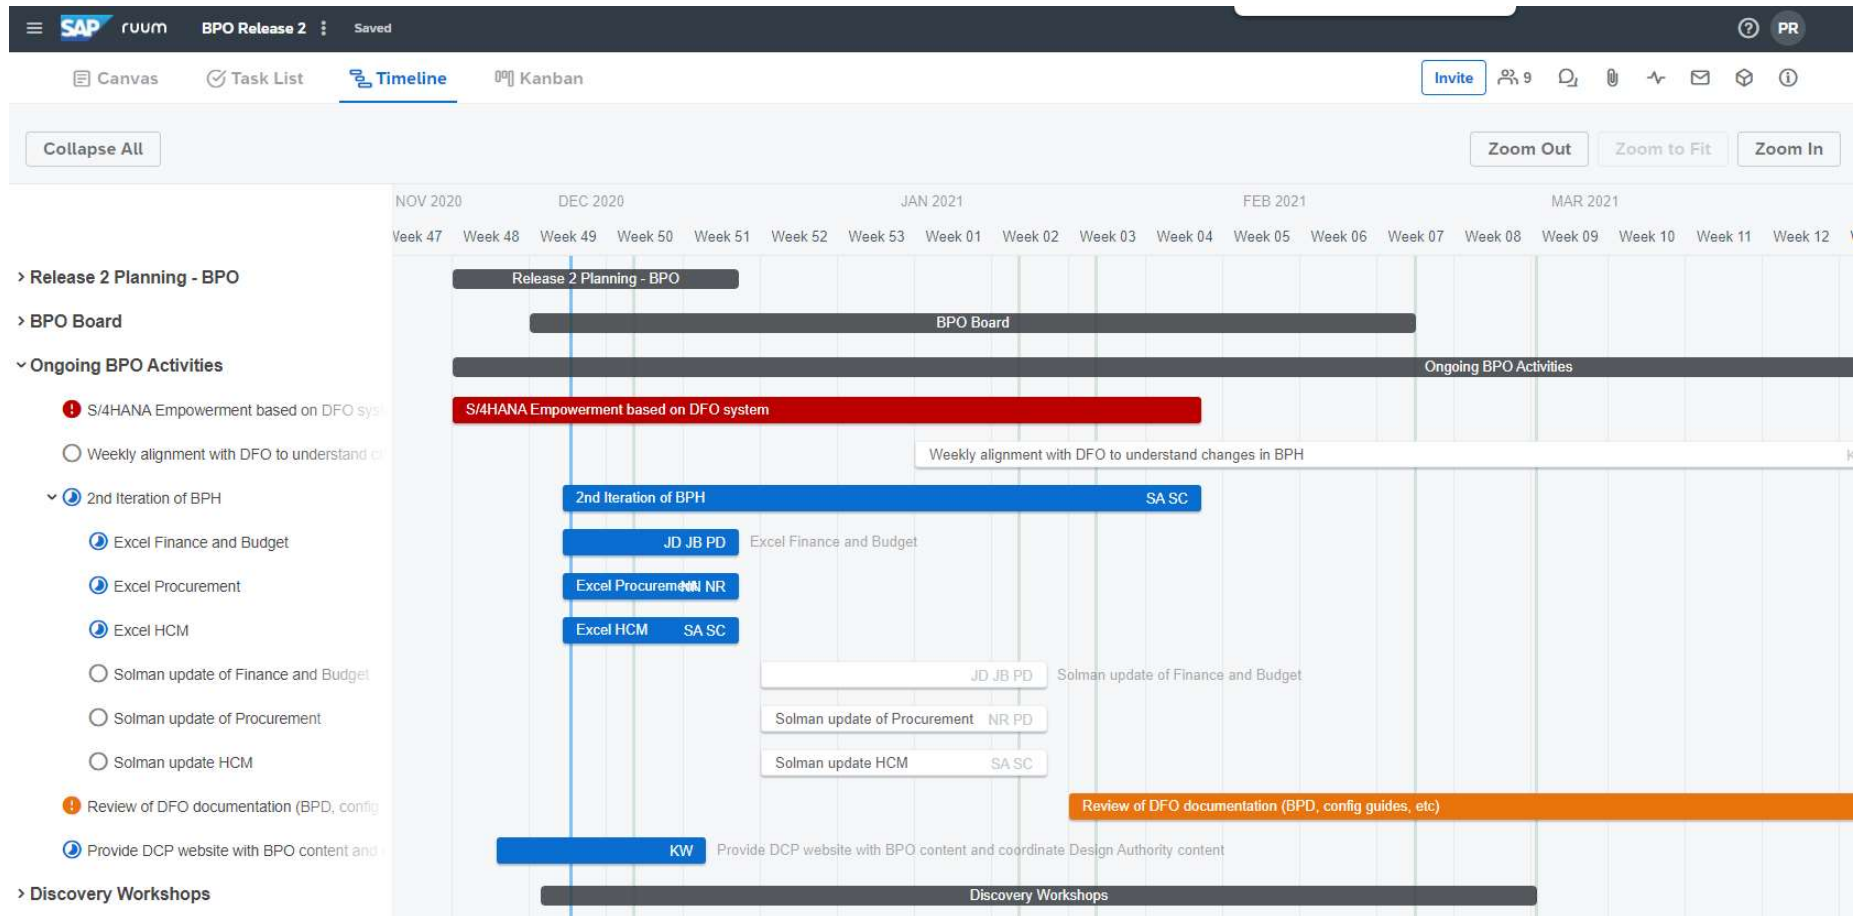 SAP ruum BPO Release 2 Saved PR
Canvas Task List Timeline Kanban Invite 9
Collapse All Zoom Out Zoom to Fit Zoom In
NOV 2020 DEC 2020 JAN 2021 FEB 2021 MAR 2021
Week 47 Week 48 Week 49 Week 50 Week 51 Week 52 Week 53 Week 01 Week 02 Week 03 Week 04 Week 05 Week 06 Week 07 Week 08 Week 09 Week 10 Week 11 Week 12
Release 2 Planning - BPO Release 2 Planning - BPO
BPO Board BPO Board
Ongoing BPO Activities Ongoing BPO Activities
S/4HANA Empowerment based on DFO sys S/4HANA Empowerment based on DFO system
Weekly alignment with DFO to understand Weekly alignment with DFO to understand changes in BPH
2nd Iteration of BPH 2nd Iteration of BPH SA SC
Excel Finance and Budget JD JB PD Excel Finance and Budget
Excel Procurement Excel Procurement NR
Excel HCM Excel HCM SA SC
Solman update of Finance and Budget JD JB PD Solman update of Finance and Budget
Solman update of Procurement Solman update of Procurement NR PD
Solman update HCM Solman update HCM SA SC
Review of DFO documentation (BPD, config Review of DFO documentation (BPD, config guides, etc)
Provide DCP website with BPO content and KW Provide DCP website with BPO content and coordinate Design Authority content
Discovery Workshops Discovery Workshops